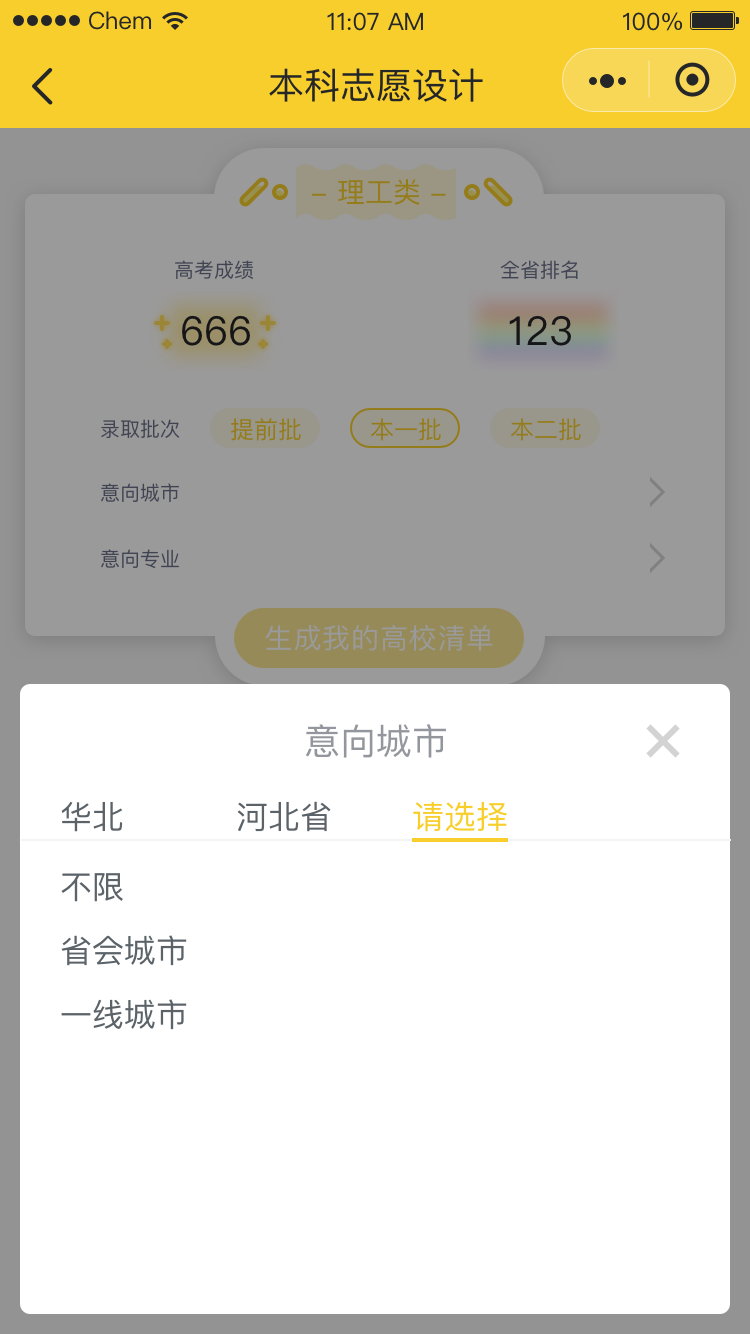 Chem 11:07 AM 100%
本科志愿设计
– 理工类 –
高考成绩 全省排名
666 123
录取批次 提前批 本一批 本二批
意向城市
意向专业
生成我的高校清单
意向城市
华北 河北省 请选择
不限
省会城市
一线城市